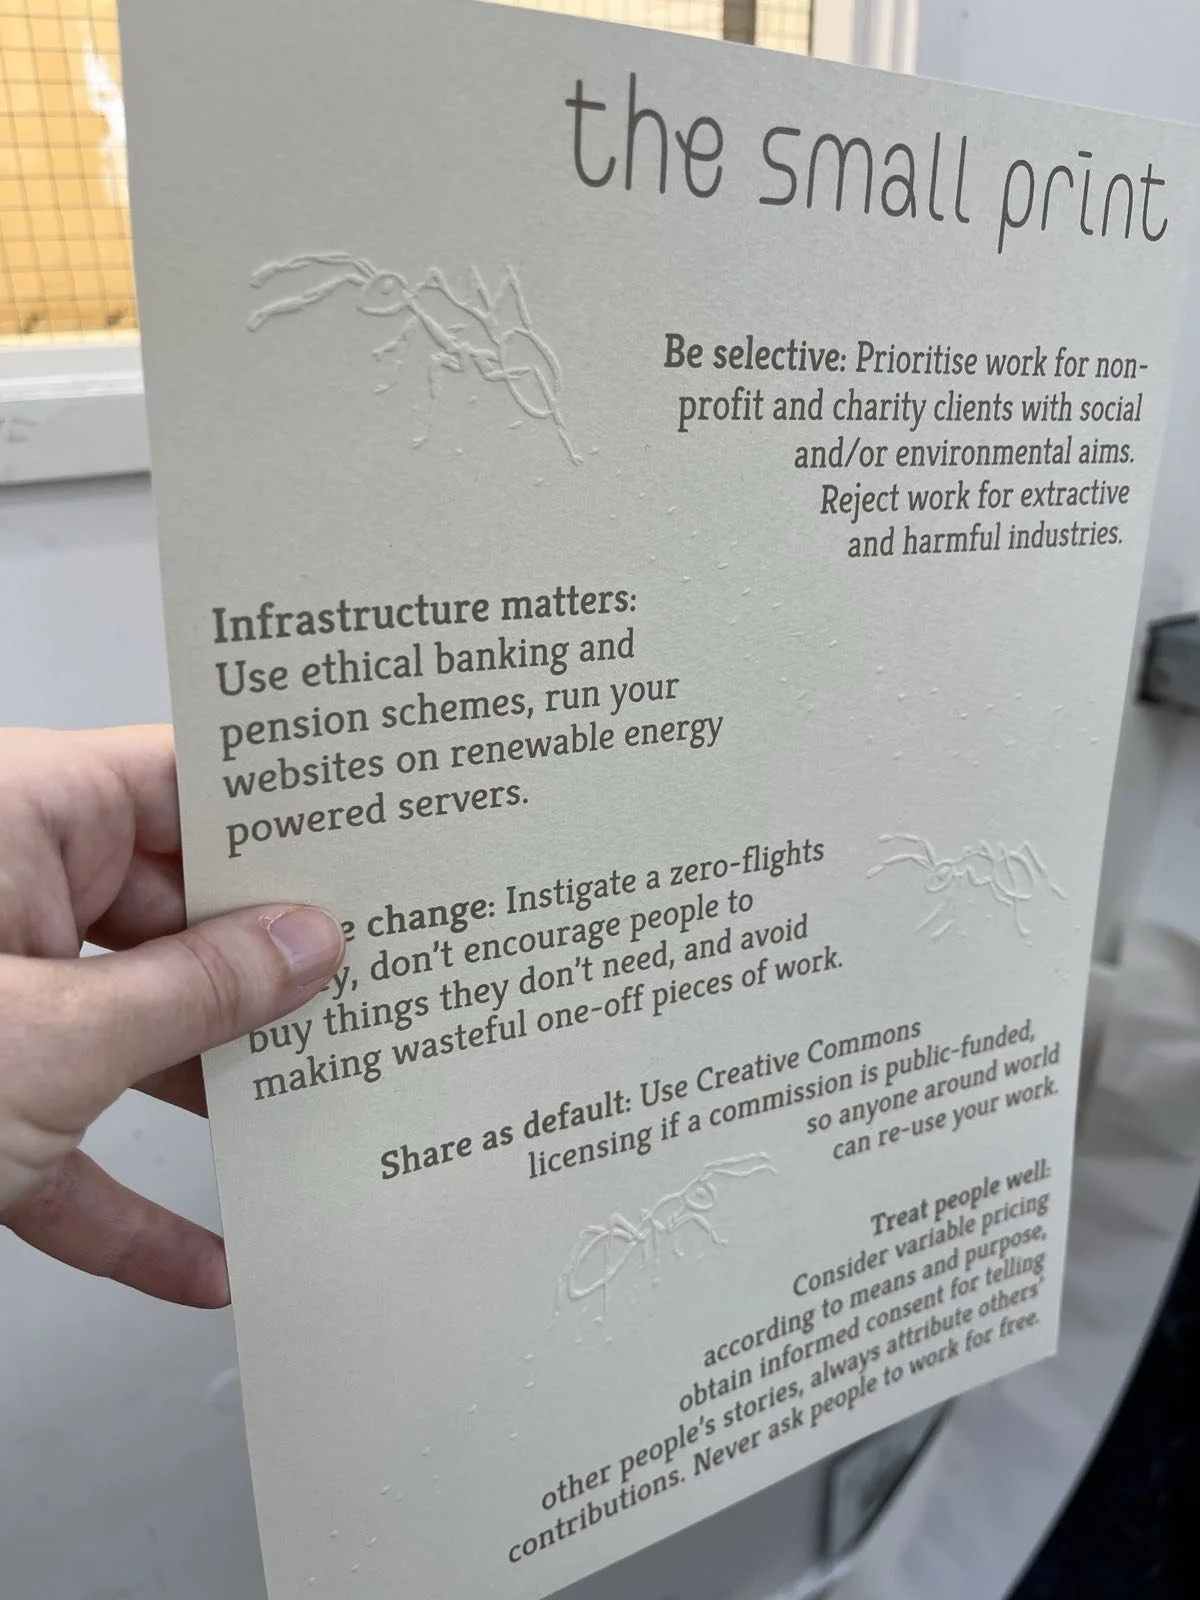 the small print
Be selective: Prioritise work for non-
profit and charity clients with social
and/or environmental aims.
Reject work for extractive
and harmful industries.
Infrastructure matters:
Use ethical banking and
pension schemes, run your
websites on renewable energy
powered servers.
change: Instigate a zero-flights
don't encourage people to
buy things they don't need, and avoid
making wasteful one-off pieces of work.
Share as default: Use Creative Commons
licensing if a commission is public-funded,
so anyone around world
can re-use your work.
Treat people well:
Consider variable pricing
according to means and purpose,
obtain informed consent for telling
other people's stories, always attribute others'
contributions. Never ask people to work for free.